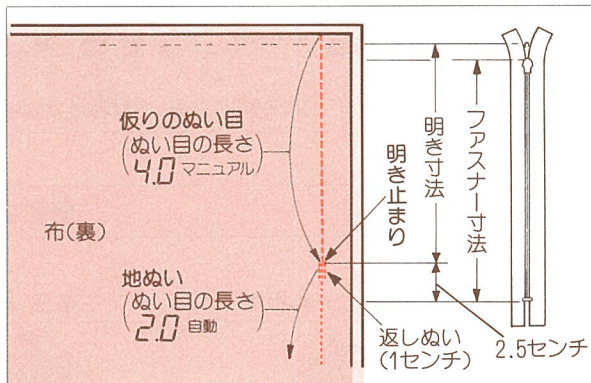 仮りのぬい目
(ぬい目の長さ)
4.0 マニュアル
布(裏)
地ぬい
(ぬい目の長さ)
2.0 自動
明き止まり
明き寸法
ファスナー寸法
返しぬい
(1センチ)
2.5センチ